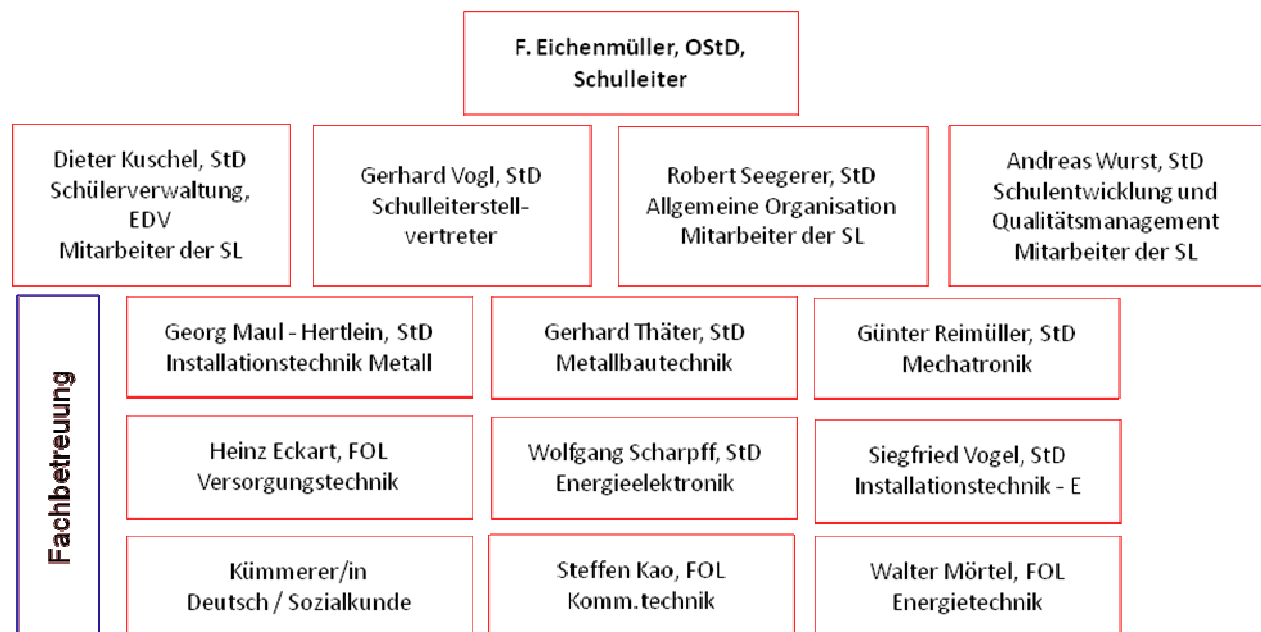 F. Eichenmüller, OStD,
Schulleiter
Dieter Kuschel, StD
Schülerverwaltung,
EDV
Mitarbeiter der SL
Gerhard Vogl, StD
Schulleiterstell-
vertreter
Robert Seegerer, StD
Allgemeine Organisation
Mitarbeiter der SL
Andreas Wurst, StD
Schulentwicklung und
Qualitätsmanagement
Mitarbeiter der SL
Fachbetreuung
Georg Maul - Hertlein, StD
Installationstechnik Metall
Gerhard Thäter, StD
Metallbautechnik
Günter Reimüller, StD
Mechatronik
Heinz Eckart, FOL
Versorgungstechnik
Wolfgang Scharpff, StD
Energieelektronik
Siegfried Vogel, StD
Installationstechnik - E
Kümmerer/in
Deutsch / Sozialkunde
Steffen Kao, FOL
Komm.technik
Walter Mörtel, FOL
Energietechnik